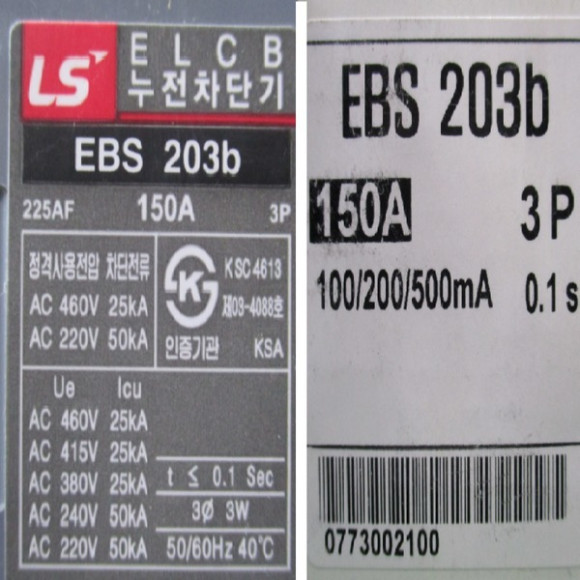 LS
E L C B
누전차단기
EBS 203b
225AF 150A 3P
정격사용전압 차단전류
AC 460V 25kA
AC 220V 50kA
KSC4613
제03-4088호
인증기관 KSA
Ue Icu
AC 460V 25kA
AC 415V 25kA
AC 380V 25kA
AC 240V 50kA
AC 220V 50kA
t ≤ 0.1 Sec
3Ø 3W
50/60Hz 40℃
EBS 203b
150A 3P
100/200/500mA 0.1s
0773002100